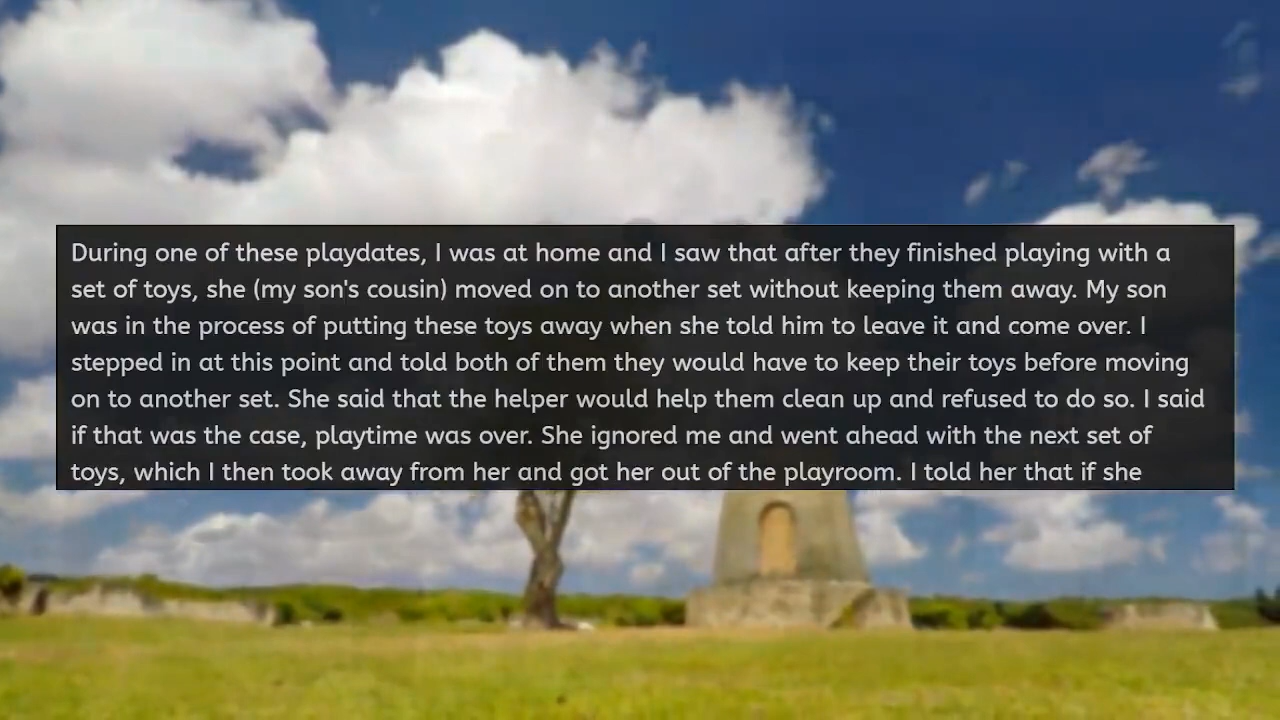 During one of these playdates, I was at home and I saw that after they finished playing with a
set of toys, she (my son's cousin) moved on to another set without keeping them away. My son
was in the process of putting these toys away when she told him to leave it and come over. I
stepped in at this point and told both of them they would have to keep their toys before moving
on to another set. She said that the helper would help them clean up and refused to do so. I said
if that was the case, playtime was over. She ignored me and went ahead with the next set of
toys, which I then took away from her and got her out of the playroom. I told her that if she